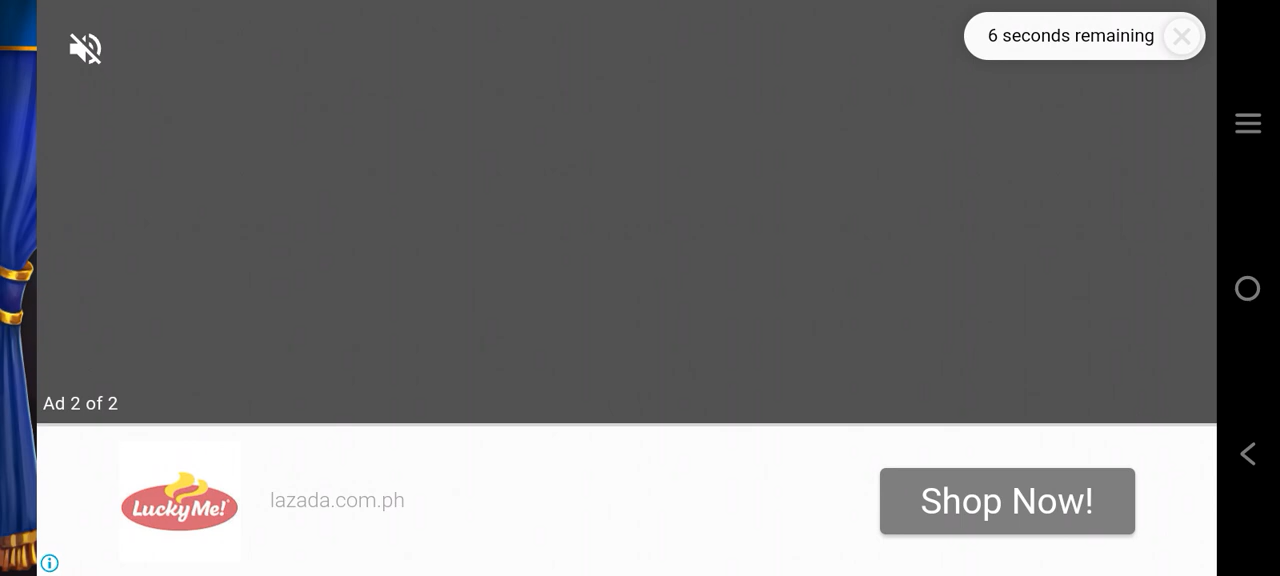 6 seconds remaining
Ad 2 of 2
Lucky Me!
lazada.com.ph
Shop Now!